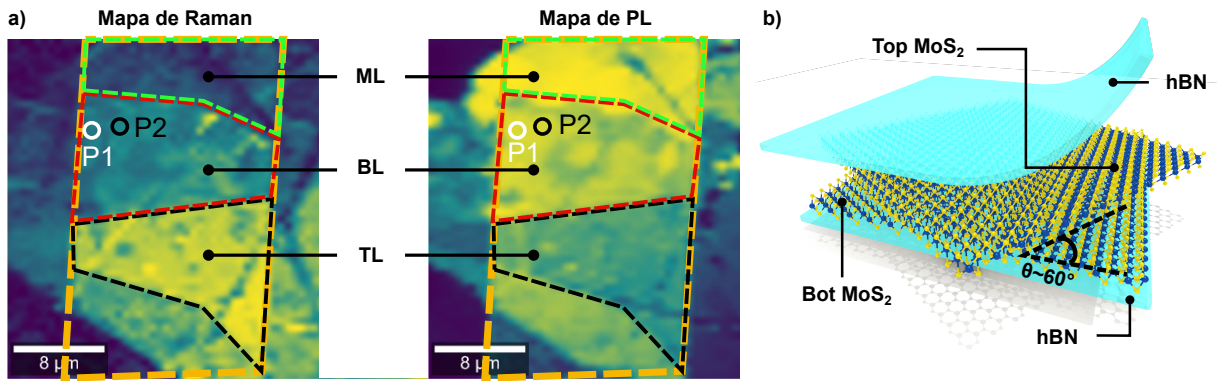 a)
Mapa de Raman
Mapa de PL
ML
P2
P1
P2
P1
BL
TL
8 µm
8 µm
b)
Top MoS₂
hBN
θ~60°
Bot MoS₂
hBN